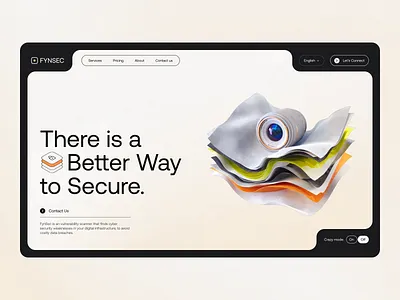 FYNSEC
Services Pricing About Contact us
English
Let's Connect
There is a
Better Way
to Secure.
Contact Us
FynSec is an vulnerability scanner that finds cyber
security weaknesses in your digital infrastructure, to avoid
costly data breaches.
Crazy mode: On Off